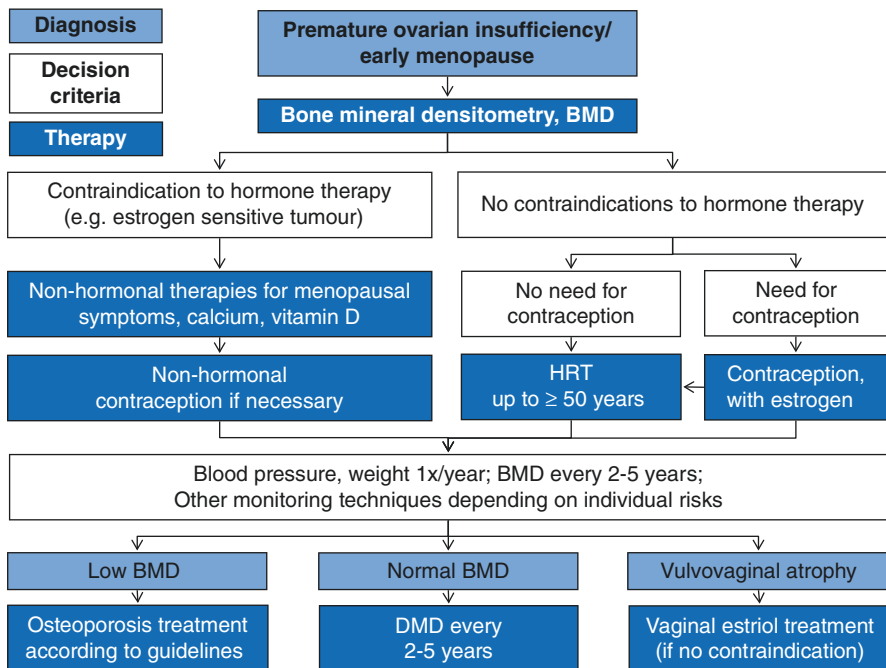 Diagnosis
Decision
criteria
Therapy
Premature ovarian insufficiency/
early menopause
Bone mineral densitometry, BMD
Contraindication to hormone therapy
(e.g. estrogen sensitive tumour)
No contraindications to hormone therapy
Non-hormonal therapies for menopausal
symptoms, calcium, vitamin D
No need for
contraception
Need for
contraception
Non-hormonal
contraception if necessary
HRT
up to ≥ 50 years
Contraception,
with estrogen
Blood pressure, weight 1x/year; BMD every 2-5 years;
Other monitoring techniques depending on individual risks
Low BMD
Normal BMD
Vulvovaginal atrophy
Osteoporosis treatment
according to guidelines
DMD every
2-5 years
Vaginal estriol treatment
(if no contraindication)